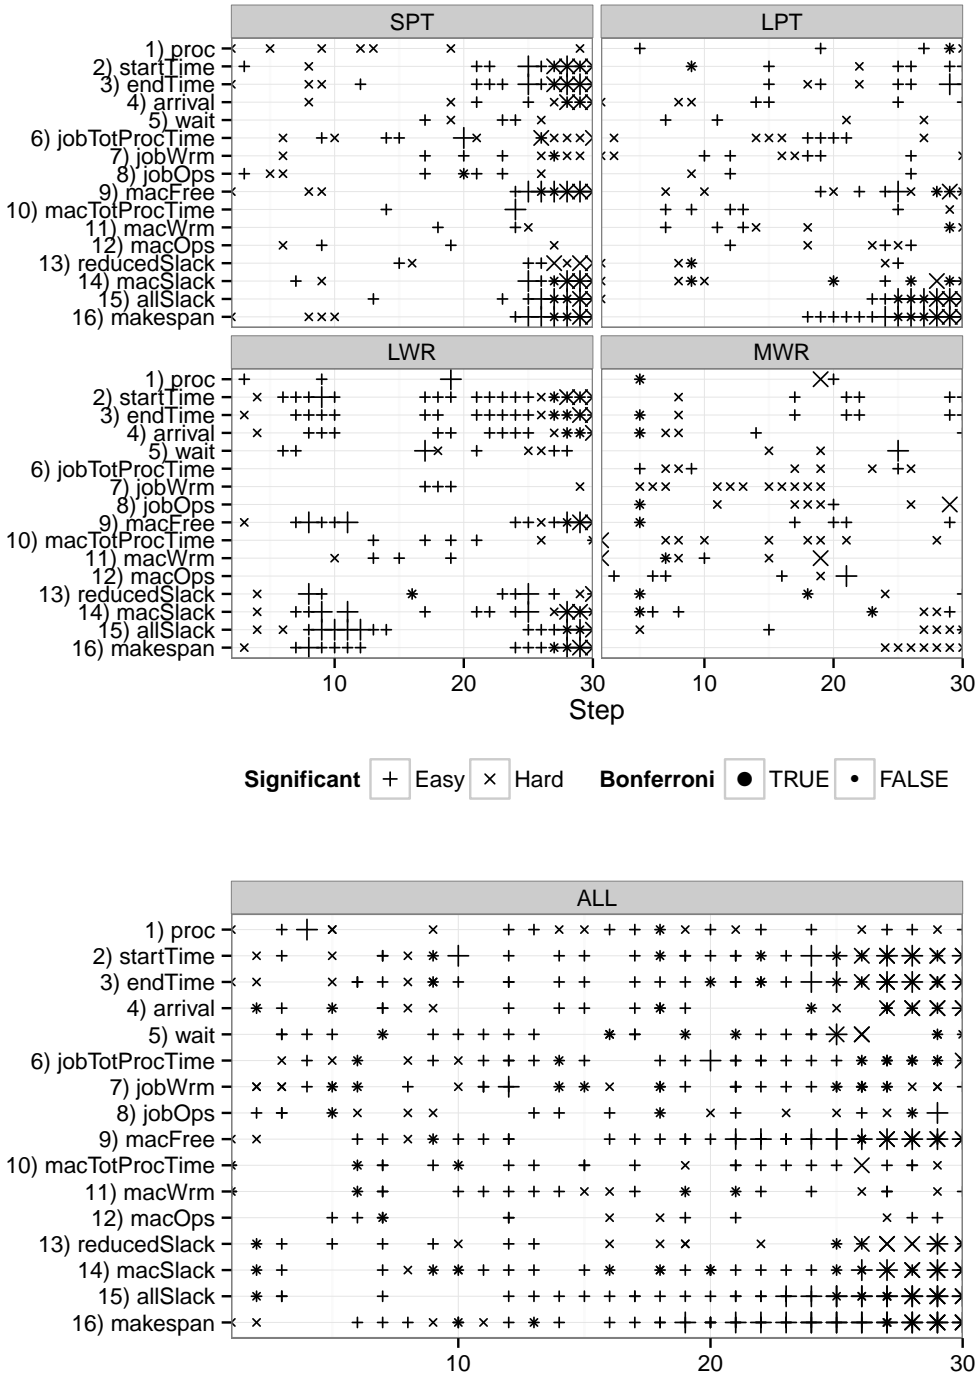 SPT LPT
1) proc
2) startTime
3) endTime
4) arrival
5) wait
6) jobTotProcTime
7) jobWrm
8) jobOps
9) macFree
10) macTotProcTime
11) macWrm
12) macOps
13) reducedSlack
14) macSlack
15) allSlack
16) makespan
LWR MWR
1) proc
2) startTime
3) endTime
4) arrival
5) wait
6) jobTotProcTime
7) jobWrm
8) jobOps
9) macFree
10) macTotProcTime
11) macWrm
12) macOps
13) reducedSlack
14) macSlack
15) allSlack
16) makespan
10 20 30 10 20 30
Step
Significant Easy Hard Bonferroni TRUE FALSE
ALL
1) proc
2) startTime
3) endTime
4) arrival
5) wait
6) jobTotProcTime
7) jobWrm
8) jobOps
9) macFree
10) macTotProcTime
11) macWrm
12) macOps
13) reducedSlack
14) macSlack
15) allSlack
16) makespan
10 20 30